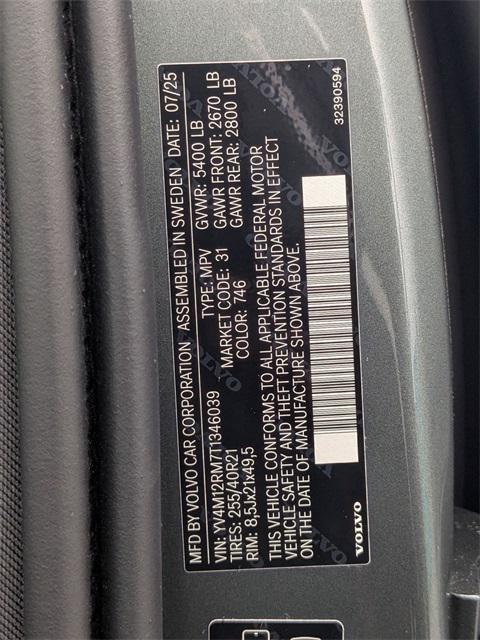 MFD BY VOLVO CAR CORPORATION ASSEMBLED IN SWEDEN DATE: 07/25
VIN: YV4M12RM7T1346039 TYPE: MPV GVWR: 5400 LB
TIRES: 255/40R21 MARKET CODE: 31 GAWR FRONT: 2670 LB
RIM: 8,5Jx21x49,5 COLOR: 746 GAWR REAR: 2800 LB
THIS VEHICLE CONFORMS TO ALL APPLICABLE FEDERAL MOTOR
VEHICLE SAFETY AND THEFT PREVENTION STANDARDS IN EFFECT
ON THE DATE OF MANUFACTURE SHOWN ABOVE.
VOLVO 32390594